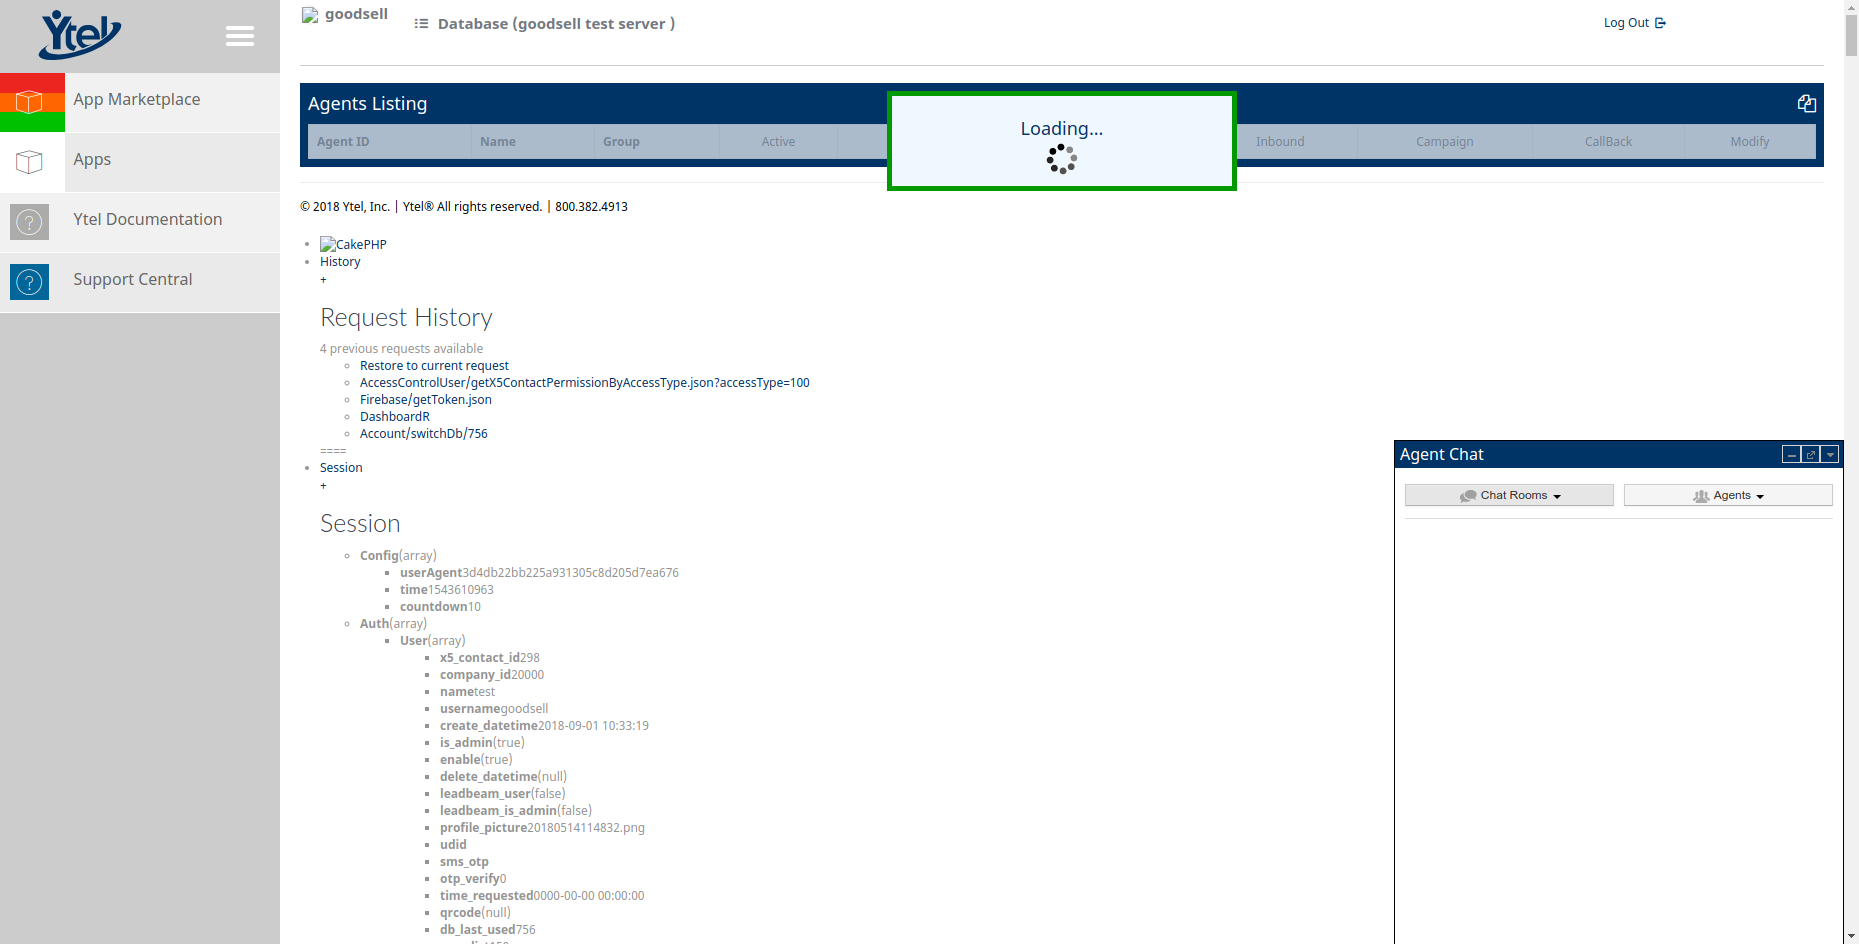 Ytel
goodsell
Database (goodsell test server )
Log Out
App Marketplace
Apps
Ytel Documentation
Support Central
Agents Listing
Agent ID Name Group Active Inbound Campaign CallBack Modify
Loading...
© 2018 Ytel, Inc. | Ytel® All rights reserved. | 800.382.4913
CakePHP
History
+
Request History
4 previous requests available
Restore to current request
AccessControlUser/getX5ContactPermissionByAccessType.json?accessType=100
Firebase/getToken.json
DashboardR
Account/switchDb/756
====
Session
+
Session
Config(array)
userAgent3d4db22bb225a931305c8d205d7ea676
time1543610963
countdown10
Auth(array)
User(array)
x5_contact_id298
company_id20000
nametest
usernamegoodsell
create_datetime2018-09-01 10:33:19
is_admin(true)
enable(true)
delete_datetime(null)
leadbeam_user(false)
leadbeam_is_admin(false)
profile_picture20180514114832.png
udid
sms_otp
otp_verify0
time_requested0000-00-00 00:00:00
qrcode(null)
db_last_used756
Agent Chat
Chat Rooms
Agents